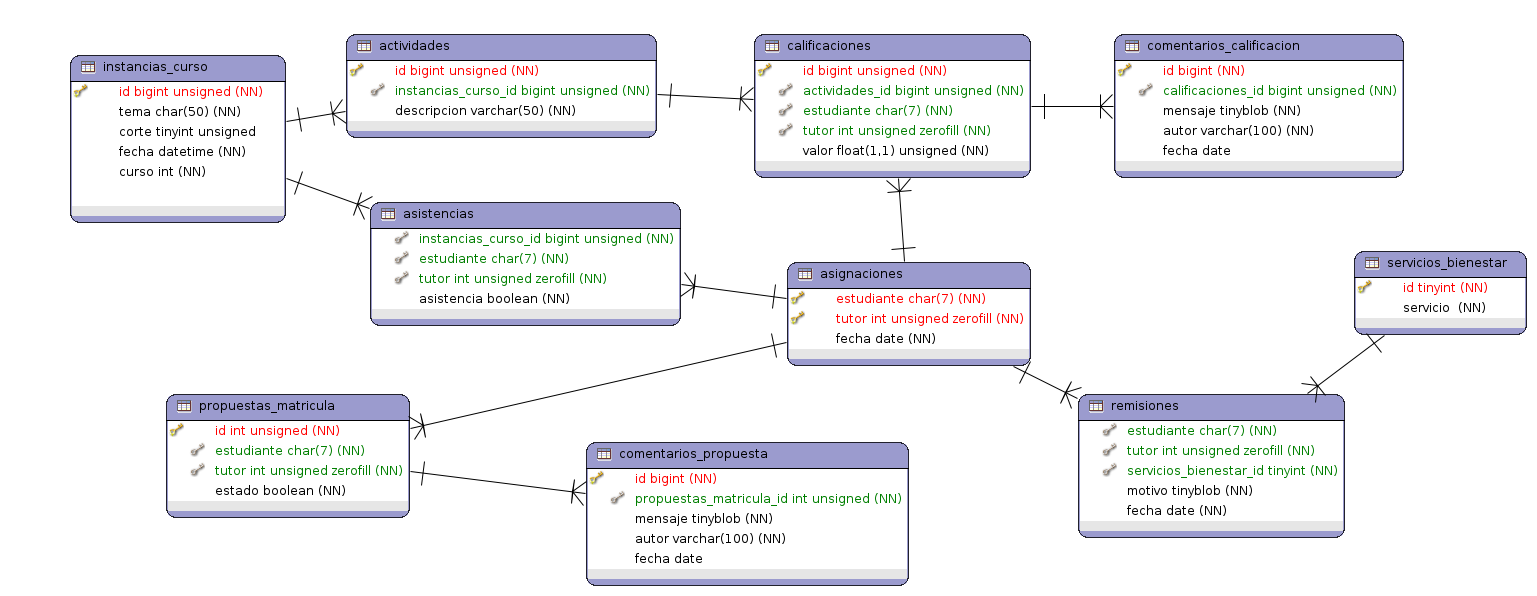 instancias_curso
id bigint unsigned (NN)
tema char(50) (NN)
corte tinyint unsigned
fecha datetime (NN)
curso int (NN)
actividades
id bigint unsigned (NN)
instancias_curso_id bigint unsigned (NN)
descripcion varchar(50) (NN)
calificaciones
id bigint unsigned (NN)
actividades_id bigint unsigned (NN)
estudiante char(7) (NN)
tutor int unsigned zerofill (NN)
valor float(1,1) unsigned (NN)
comentarios_calificacion
id bigint (NN)
calificaciones_id bigint unsigned (NN)
mensaje tinyblob (NN)
autor varchar(100) (NN)
fecha date
asistencias
instancias_curso_id bigint unsigned (NN)
estudiante char(7) (NN)
tutor int unsigned zerofill (NN)
asistencia boolean (NN)
asignaciones
estudiante char(7) (NN)
tutor int unsigned zerofill (NN)
fecha date (NN)
servicios_bienestar
id tinyint (NN)
servicio (NN)
propuestas_matricula
id int unsigned (NN)
estudiante char(7) (NN)
tutor int unsigned zerofill (NN)
estado boolean (NN)
comentarios_propuesta
id bigint (NN)
propuestas_matricula_id int unsigned (NN)
mensaje tinyblob (NN)
autor varchar(100) (NN)
fecha date
remisiones
estudiante char(7) (NN)
tutor int unsigned zerofill (NN)
servicios_bienestar_id tinyint (NN)
motivo tinyblob (NN)
fecha date (NN)